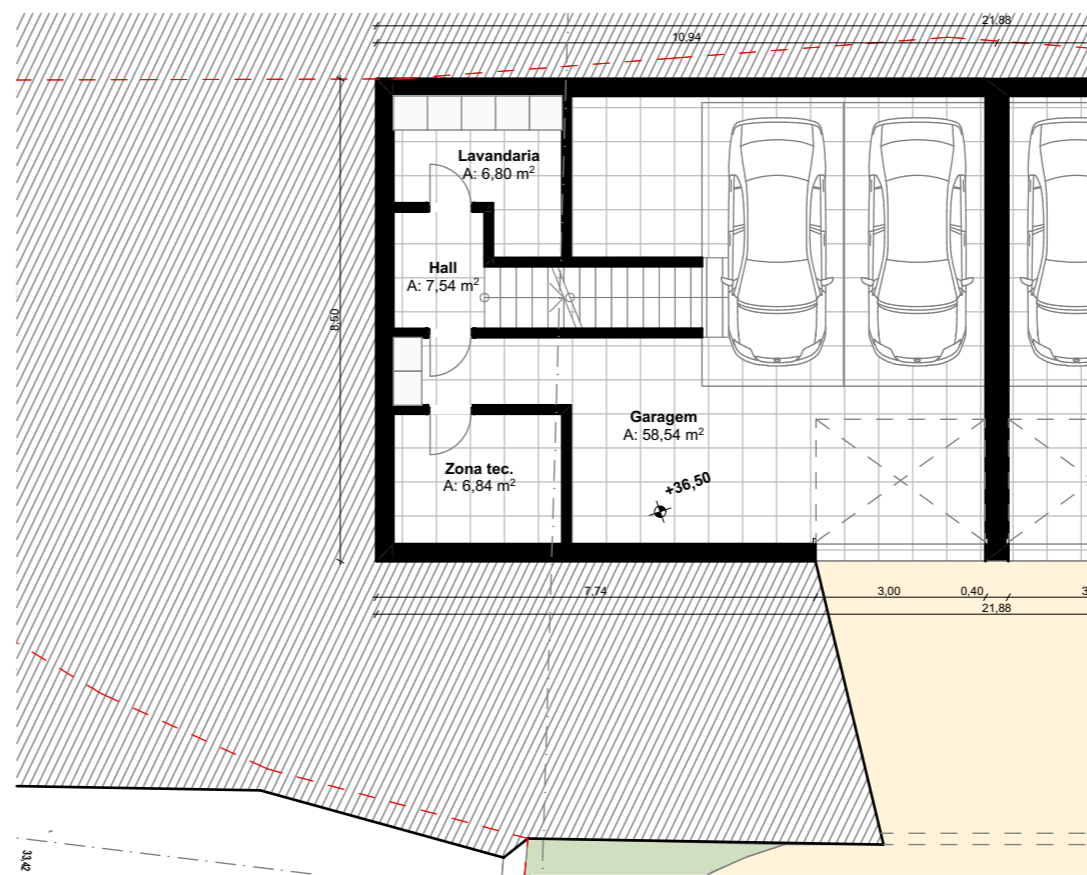 21,88
10,94
Lavandaria
A: 6,80 m²
Hall
A: 7,54 m²
8,50
Garagem
A: 58,54 m²
Zona tec.
A: 6,84 m²
+36,50
7,74
3,00
0,40
3
21,88
33,42